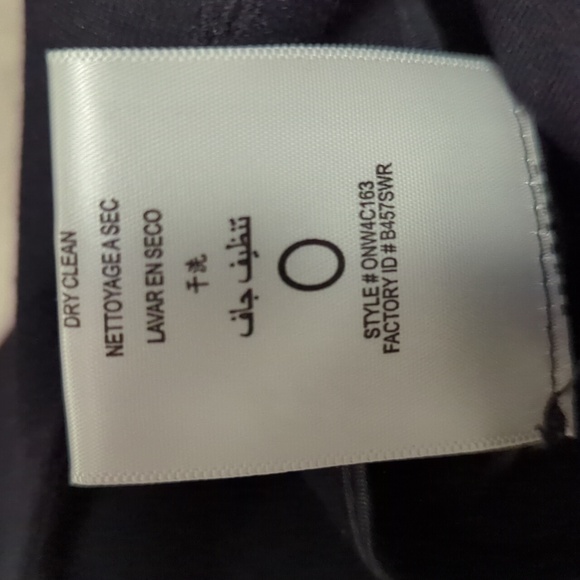 DRY CLEAN
NETTOYAGE A SEC
LAVAR EN SECO
干洗
تنظيف جاف
STYLE # ONW4C163
FACTORY ID # B457SWR